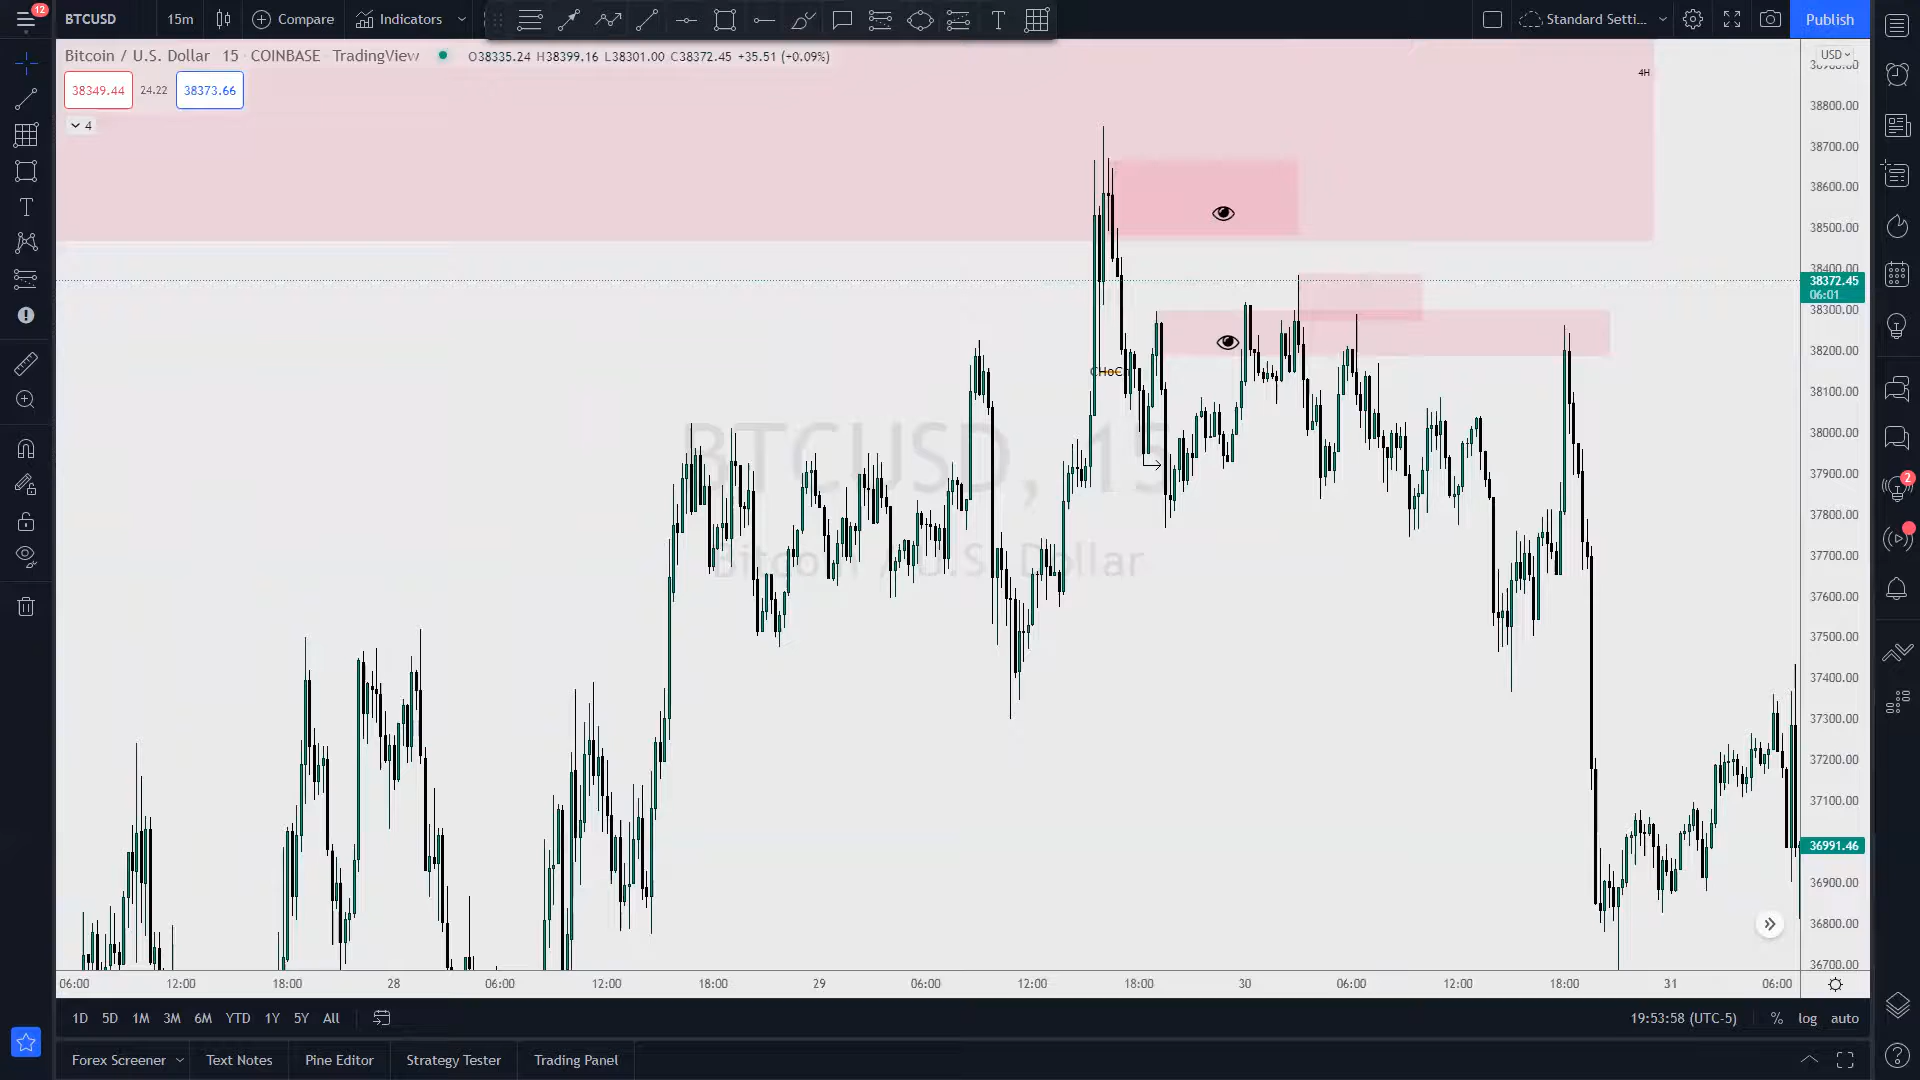 12
BTCUSD
15m
Compare
Indicators
Standard Setti...
Publish
Bitcoin / U.S. Dollar 15 · COINBASE TradingView
O38335.24 H38399.16 L38301.00 C38372.45 +35.51 (+0.09%)
USD
4H
38349.44
24.22
38373.66
4
38800.00
38700.00
38600.00
38500.00
38400.00
38372.45
06:01
38300.00
38200.00
CHoCh
38100.00
38000.00
BTCUSD, 15
37900.00
2
37800.00
Bitcoin / U.S. Dollar
37700.00
37600.00
37500.00
37400.00
37300.00
37200.00
37100.00
36991.46
36900.00
36800.00
36700.00
06:00 12:00 18:00 28 06:00 12:00 18:00 29 06:00 12:00 18:00 30 06:00 12:00 18:00 31 06:00
1D 5D 1M 3M 6M YTD 1Y 5Y All
19:53:58 (UTC-5)
% log auto
Forex Screener Text Notes Pine Editor Strategy Tester Trading Panel